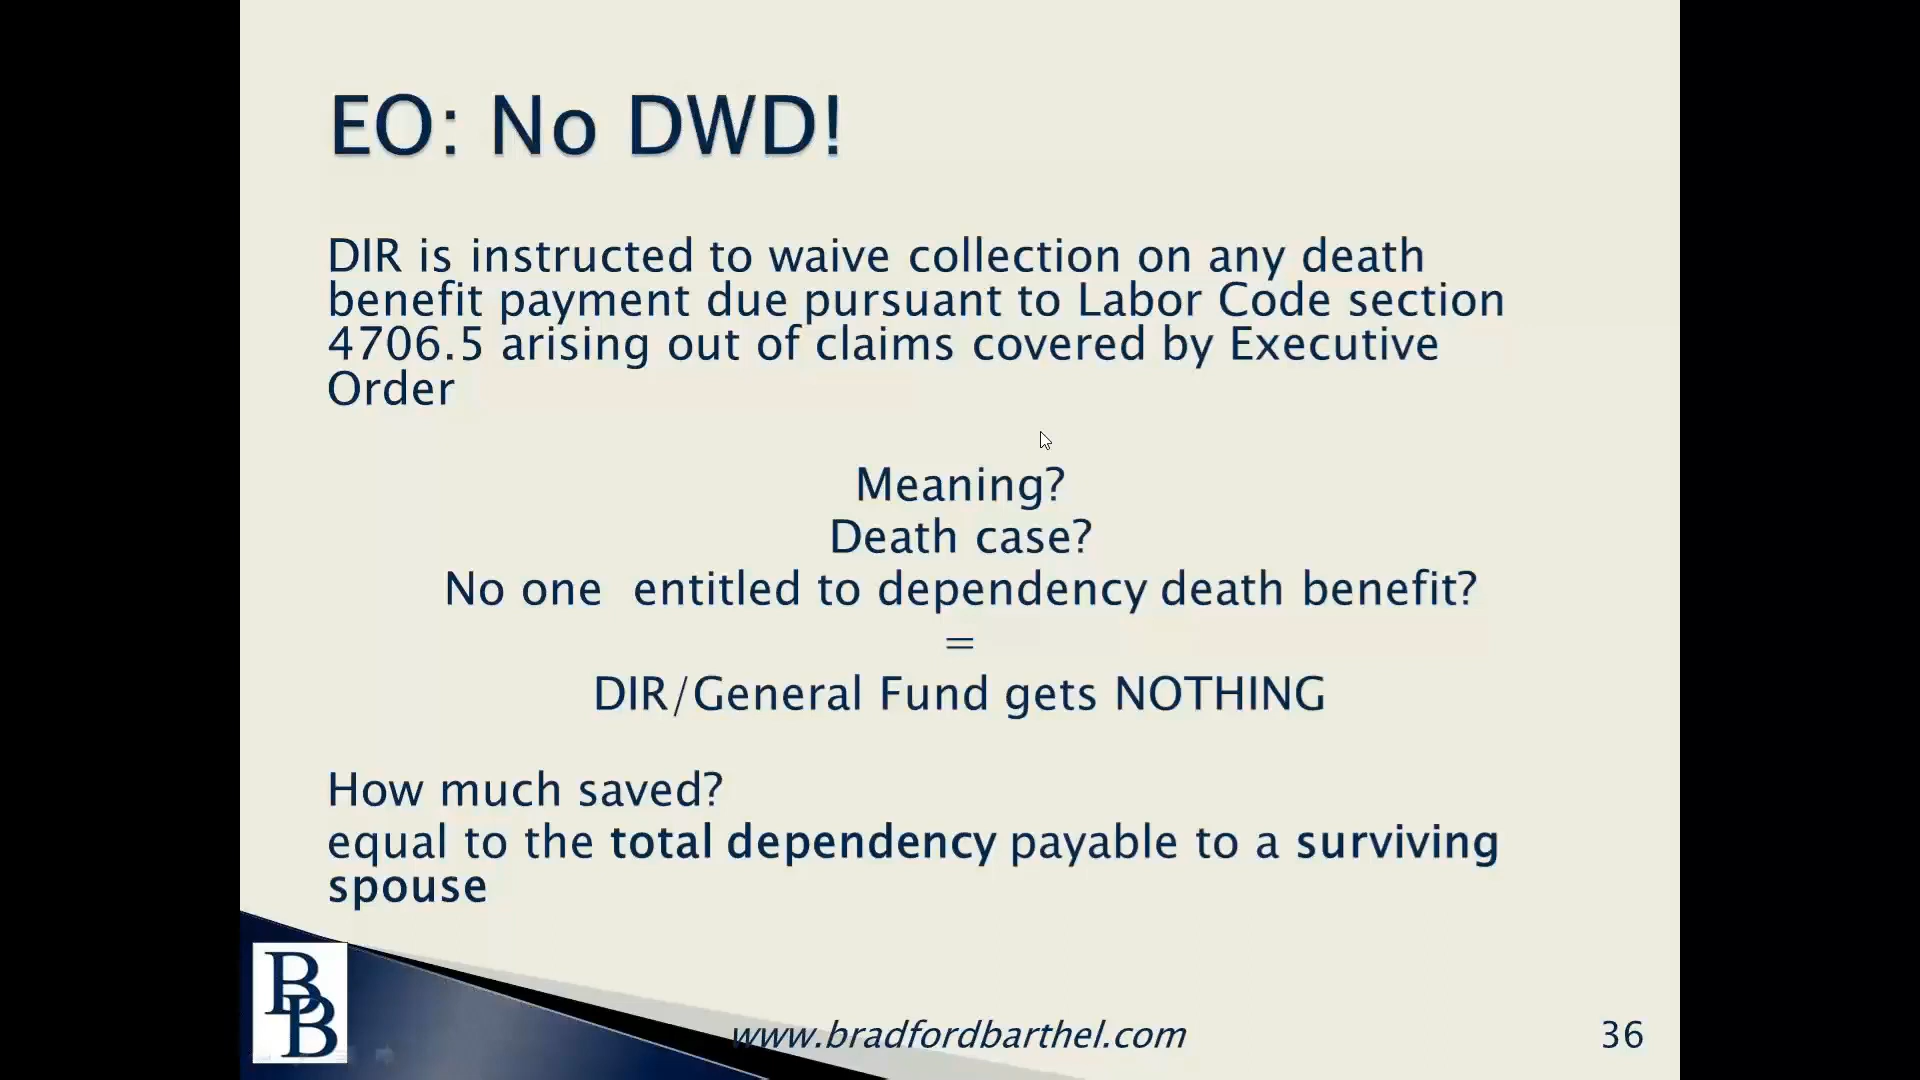 EO: No DWD!
DIR is instructed to waive collection on any death
benefit payment due pursuant to Labor Code section
4706.5 arising out of claims covered by Executive
Order
Meaning?
Death case?
No one  entitled to dependency death benefit?
=
DIR/General Fund gets NOTHING
How much saved?
equal to the total dependency payable to a surviving
spouse
BB
www.bradfordbarthel.com
36